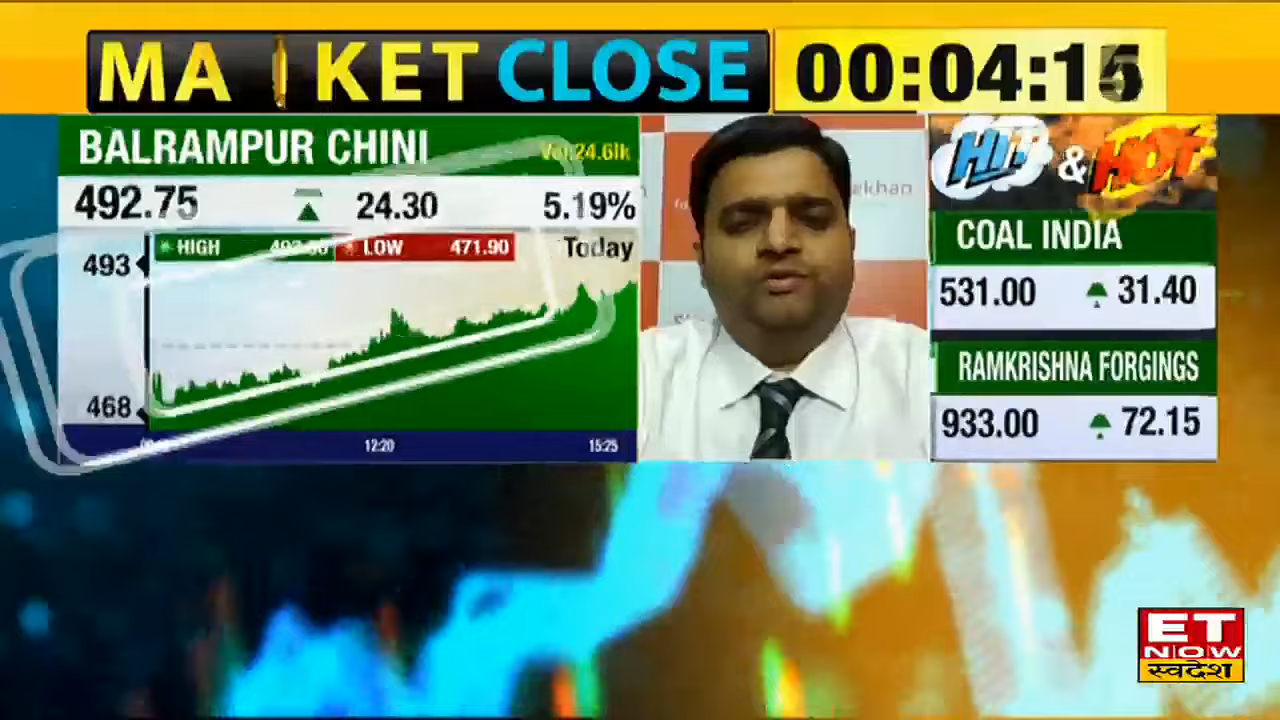 MARKET CLOSE
00:04:15
BALRAMPUR CHINI
Vol:24.6lk
492.75 24.30 5.19%
HIGH LOW 471.90 Today
493
468
12:20 15:25
ekhan
HIT & HOT
COAL INDIA
531.00 31.40
RAMKRISHNA FORGINGS
933.00 72.15
ET
NOW
स्वदेश